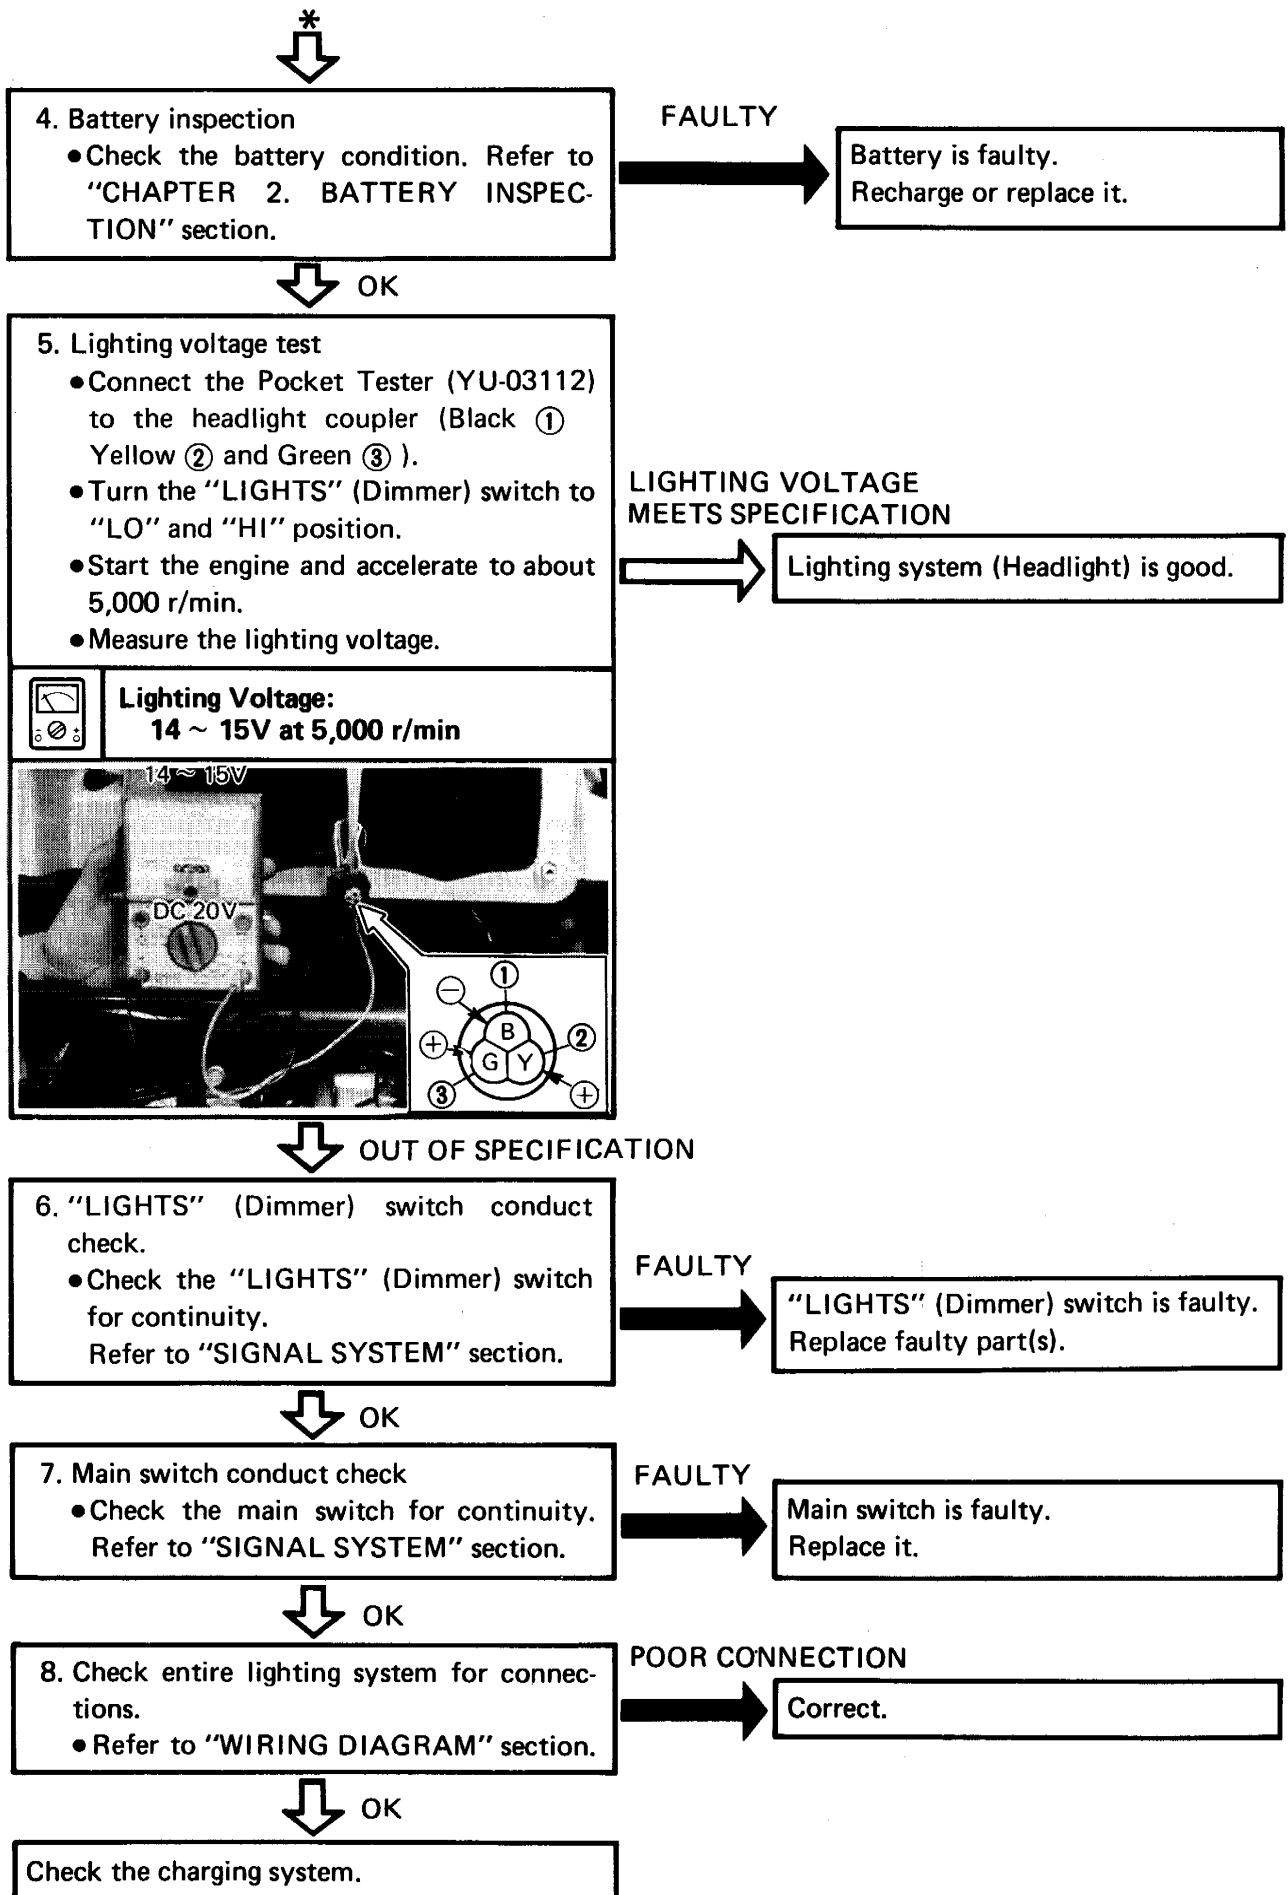 *
4. Battery inspection
●Check the battery condition. Refer to
"CHAPTER 2. BATTERY INSPEC-
TION" section.
FAULTY
Battery is faulty.
Recharge or replace it.
OK
5. Lighting voltage test
●Connect the Pocket Tester (YU-03112)
to the headlight coupler (Black ①
Yellow ② and Green ③ ).
●Turn the "LIGHTS" (Dimmer) switch to
"LO" and "HI" position.
●Start the engine and accelerate to about
5,000 r/min.
●Measure the lighting voltage.
LIGHTING VOLTAGE
MEETS SPECIFICATION
Lighting system (Headlight) is good.
Lighting Voltage:
14 ~ 15V at 5,000 r/min
14 ~ 15V
DC 20V
①
⊖
B
②
⊕
G Y
③
⊕
OUT OF SPECIFICATION
6. "LIGHTS" (Dimmer) switch conduct
check.
●Check the "LIGHTS" (Dimmer) switch
for continuity.
Refer to "SIGNAL SYSTEM" section.
FAULTY
"LIGHTS" (Dimmer) switch is faulty.
Replace faulty part(s).
OK
7. Main switch conduct check
●Check the main switch for continuity.
Refer to "SIGNAL SYSTEM" section.
FAULTY
Main switch is faulty.
Replace it.
OK
8. Check entire lighting system for connec-
tions.
●Refer to "WIRING DIAGRAM" section.
POOR CONNECTION
Correct.
OK
Check the charging system.